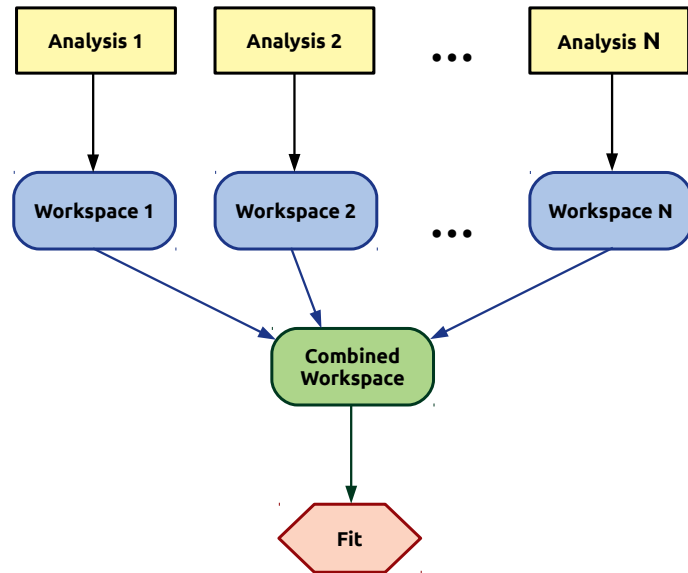 Analysis 1
Analysis 2
...
Analysis N
Workspace 1
Workspace 2
...
Workspace N
Combined
Workspace
Fit